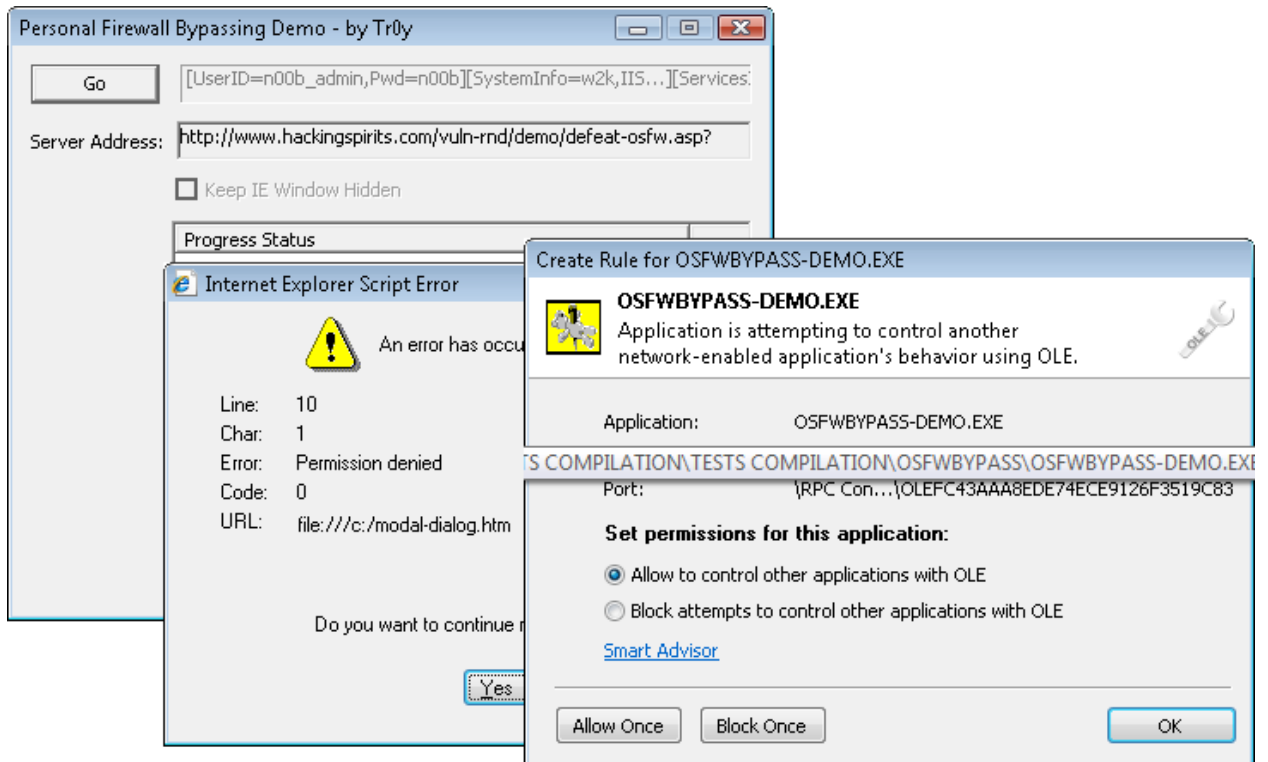 Personal Firewall Bypassing Demo - by Tr0y
Go [UserID=n00b_admin,Pwd=n00b][SystemInfo=w2k,IIS...][Services
Server Address: http://www.hackingspirits.com/vuln-rnd/demo/defeat-osfw.asp?
Keep IE Window Hidden
Progress Status
Internet Explorer Script Error
An error has occu
Line: 10
Char: 1
Error: Permission denied
Code: 0
URL: file:///c:/modal-dialog.htm
Do you want to continue r
Yes
Create Rule for OSFWBYPASS-DEMO.EXE
OSFWBYPASS-DEMO.EXE
Application is attempting to control another
network-enabled application's behavior using OLE.
OLE
Application: OSFWBYPASS-DEMO.EXE
TS COMPILATION\TESTS COMPILATION\OSFWBYPASS\OSFWBYPASS-DEMO.EXE
Port: \RPC Con...\OLEFC43AAA8EDE74ECE9126F3519C83
Set permissions for this application:
Allow to control other applications with OLE
Block attempts to control other applications with OLE
Smart Advisor
Allow Once Block Once OK